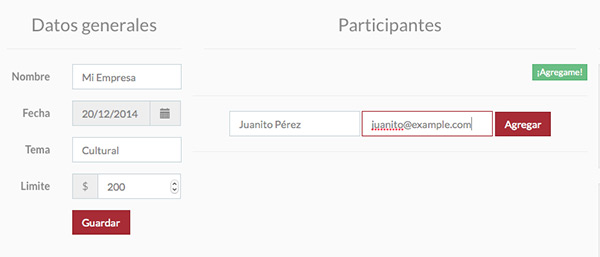 Datos generales
Nombre Mi Empresa
Fecha 20/12/2014
Tema Cultural
Limite $ 200
Guardar
Participantes
¡Agregame!
Juanito Pérez juanito@example.com Agregar